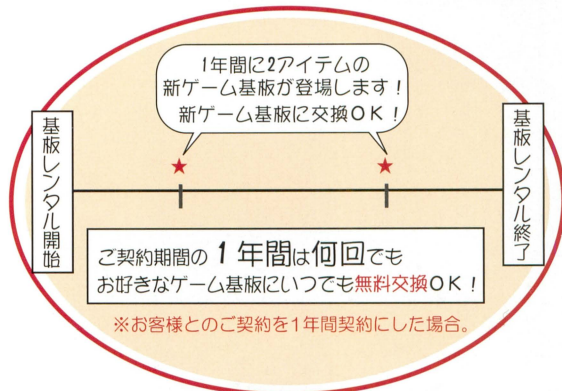 1年間に2アイテムの
新ゲーム基板が登場します！
新ゲーム基板に交換OK！
基板レンタル開始
基板レンタル終了
ご契約期間の1年間は何回でも
お好きなゲーム基板にいつでも無料交換OK！
※お客様とのご契約を1年間契約にした場合。